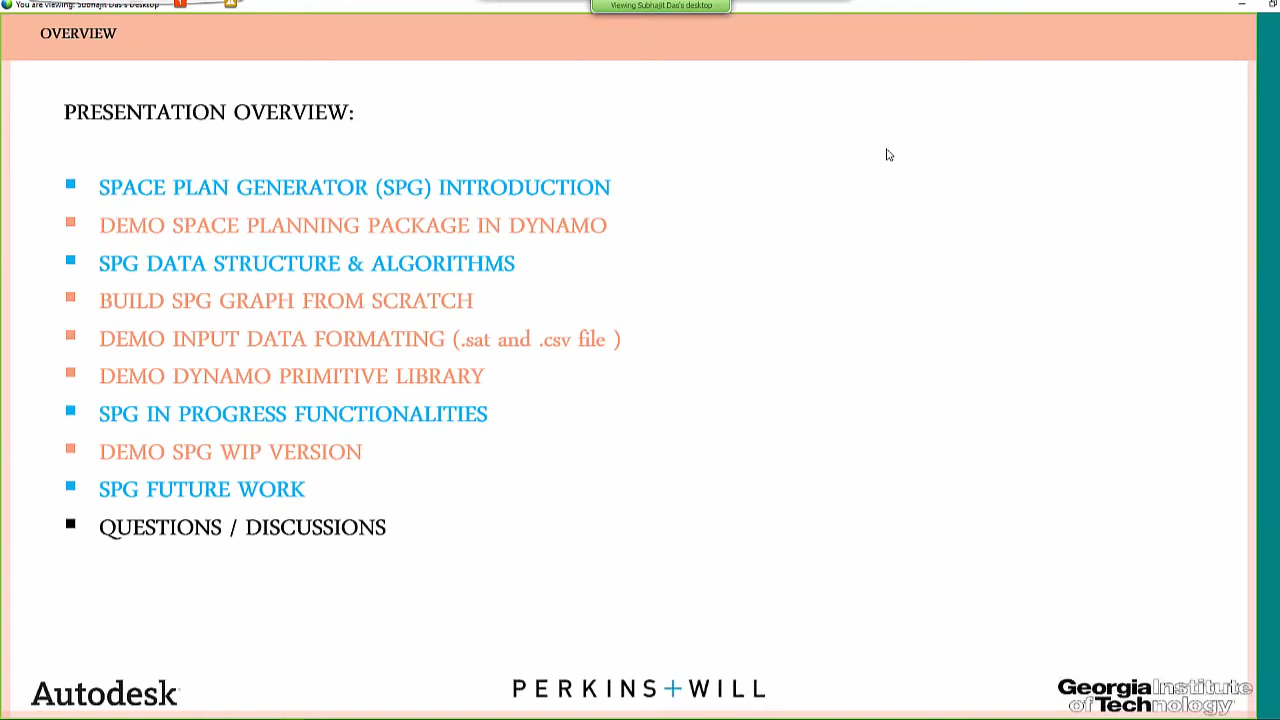 You are viewing: Subhajit Das's Desktop
Viewing Subhajit Das's desktop
OVERVIEW
PRESENTATION OVERVIEW:
SPACE PLAN GENERATOR (SPG) INTRODUCTION
DEMO SPACE PLANNING PACKAGE IN DYNAMO
SPG DATA STRUCTURE & ALGORITHMS
BUILD SPG GRAPH FROM SCRATCH
DEMO INPUT DATA FORMATING (.sat and .csv file )
DEMO DYNAMO PRIMITIVE LIBRARY
SPG IN PROGRESS FUNCTIONALITIES
DEMO SPG WIP VERSION
SPG FUTURE WORK
QUESTIONS / DISCUSSIONS
Autodesk
PERKINS+WILL
Georgia Institute
of Technology